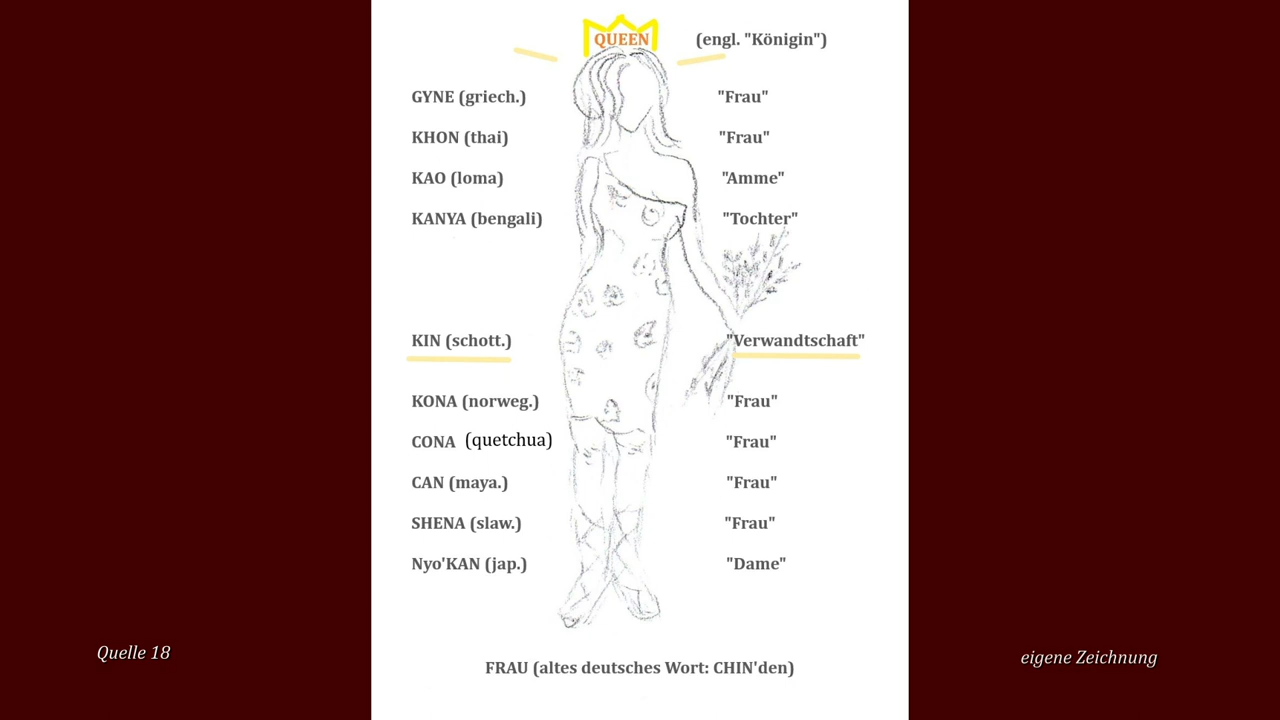 QUEEN (engl. "Königin")
GYNE (griech.) "Frau"
KHON (thai) "Frau"
KAO (loma) "Amme"
KANYA (bengali) "Tochter"
KIN (schott.) "Verwandtschaft"
KONA (norweg.) "Frau"
CONA (quetchua) "Frau"
CAN (maya.) "Frau"
SHENA (slaw.) "Frau"
Nyo'KAN (jap.) "Dame"
Quelle 18
eigene Zeichnung
FRAU (altes deutsches Wort: CHIN'den)